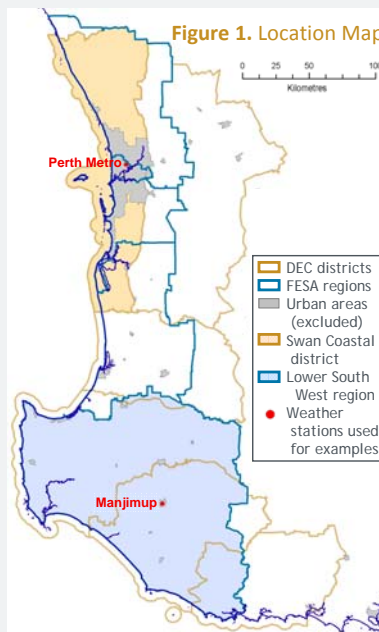 Figure 1. Location Map
0 25 50 100
Kilometres
Perth Metro
DEC districts
FESA regions
Urban areas
(excluded)
Swan Coastal
district
Lower South
West region
Weather
stations used
for examples
Manjimup